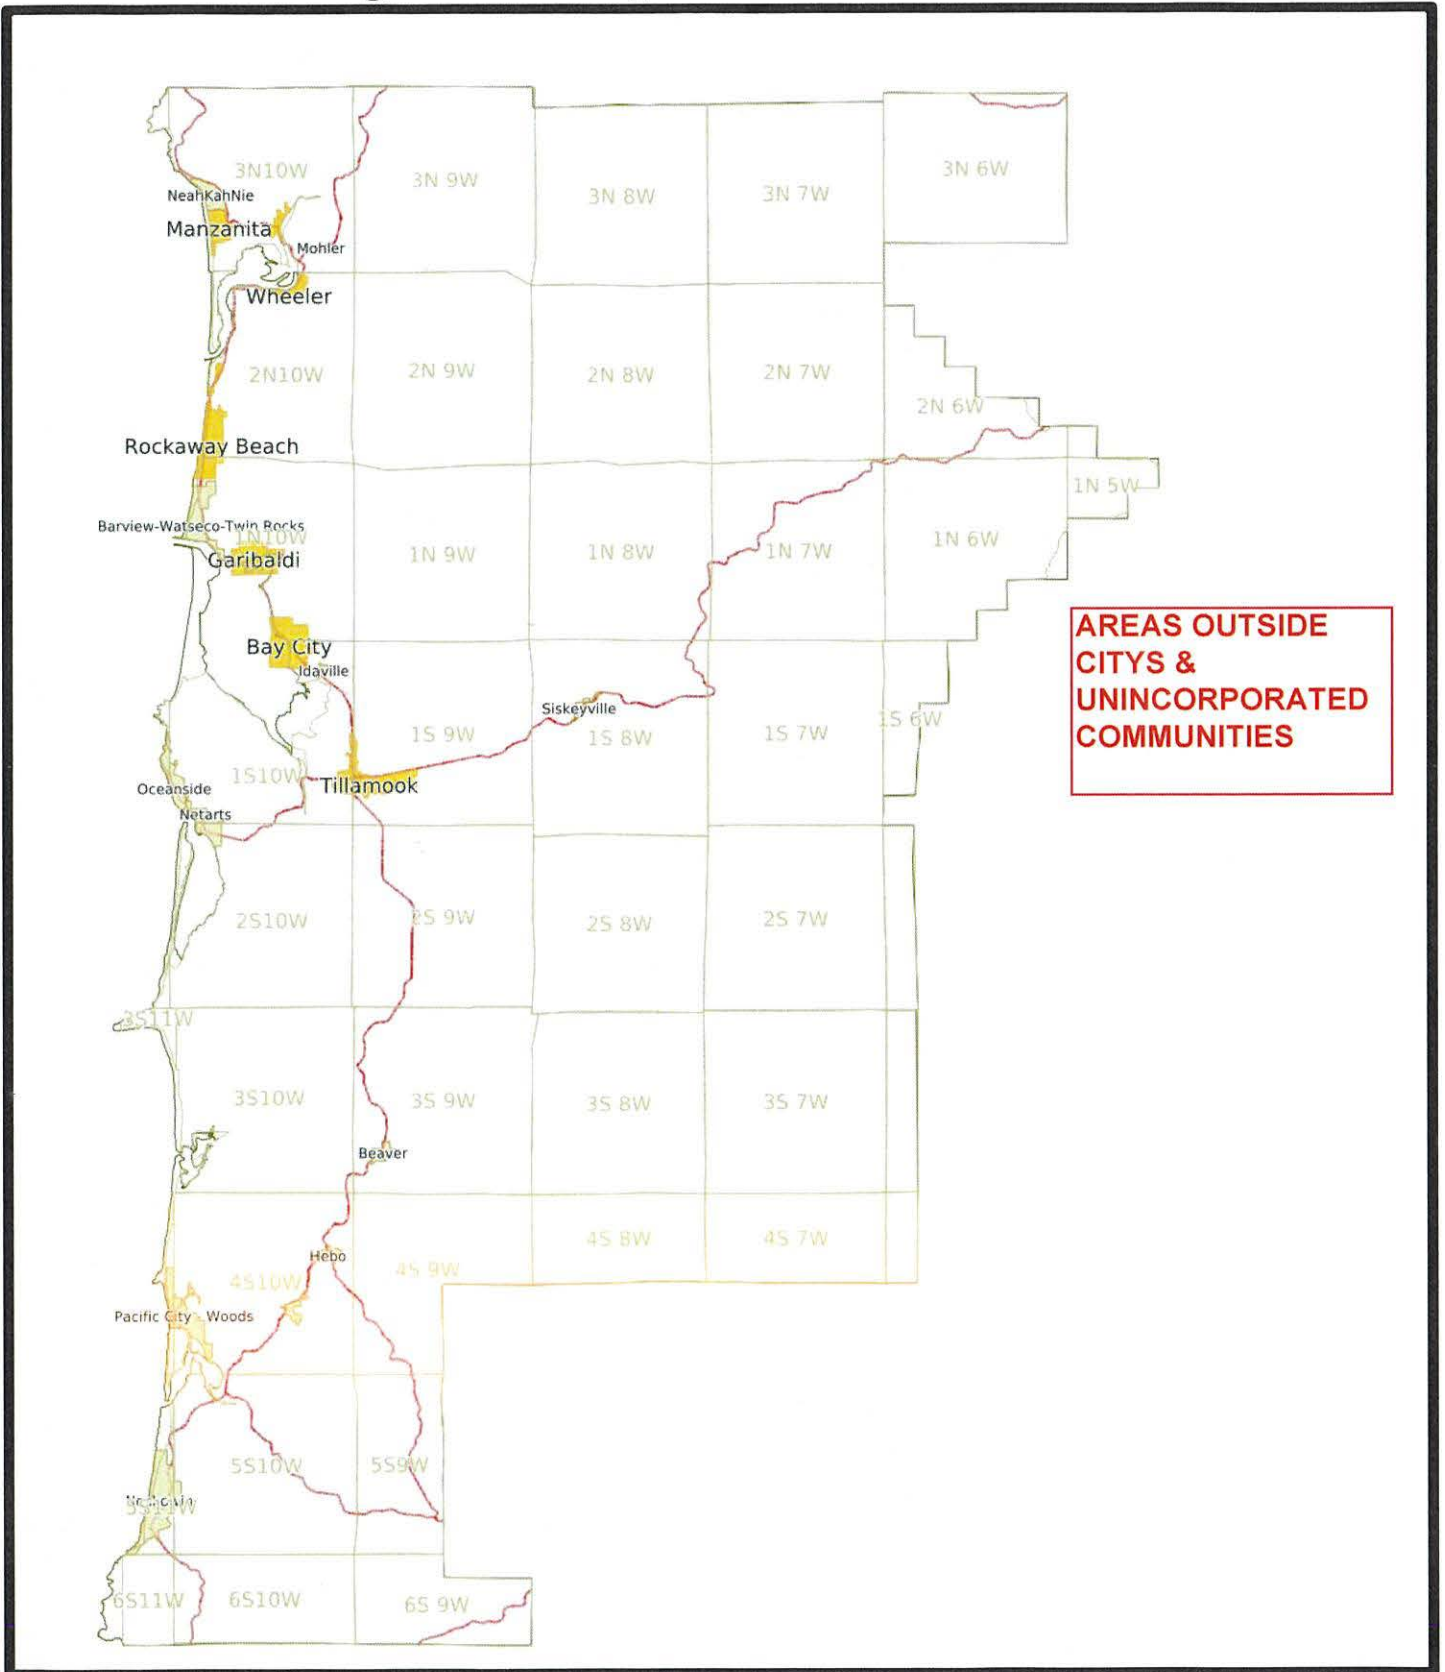 3N10W
3N 9W
3N 8W
3N 7W
3N 6W
NeahKahNie
Manzanita
Mohler
Wheeler
2N10W
2N 9W
2N 8W
2N 7W
2N 6W
Rockaway Beach
1N 5W
Barview-Watseco-Twin Rocks
1N10W
Garibaldi
1N 9W
1N 8W
1N 7W
1N 6W
AREAS OUTSIDE
CITYS &
UNINCORPORATED
COMMUNITIES
Bay City
Idaville
Siskeyville
1S 9W
1S 8W
1S 7W
1S 6W
1S10W
Tillamook
Oceanside
Netarts
2S10W
2S 9W
2S 8W
2S 7W
3S11W
3S10W
3S 9W
3S 8W
3S 7W
Beaver
4S 8W
4S 7W
Hebo
4S10W
4S 9W
Pacific City - Woods
5S10W
5S9W
5S11W
6S11W
6S10W
6S 9W